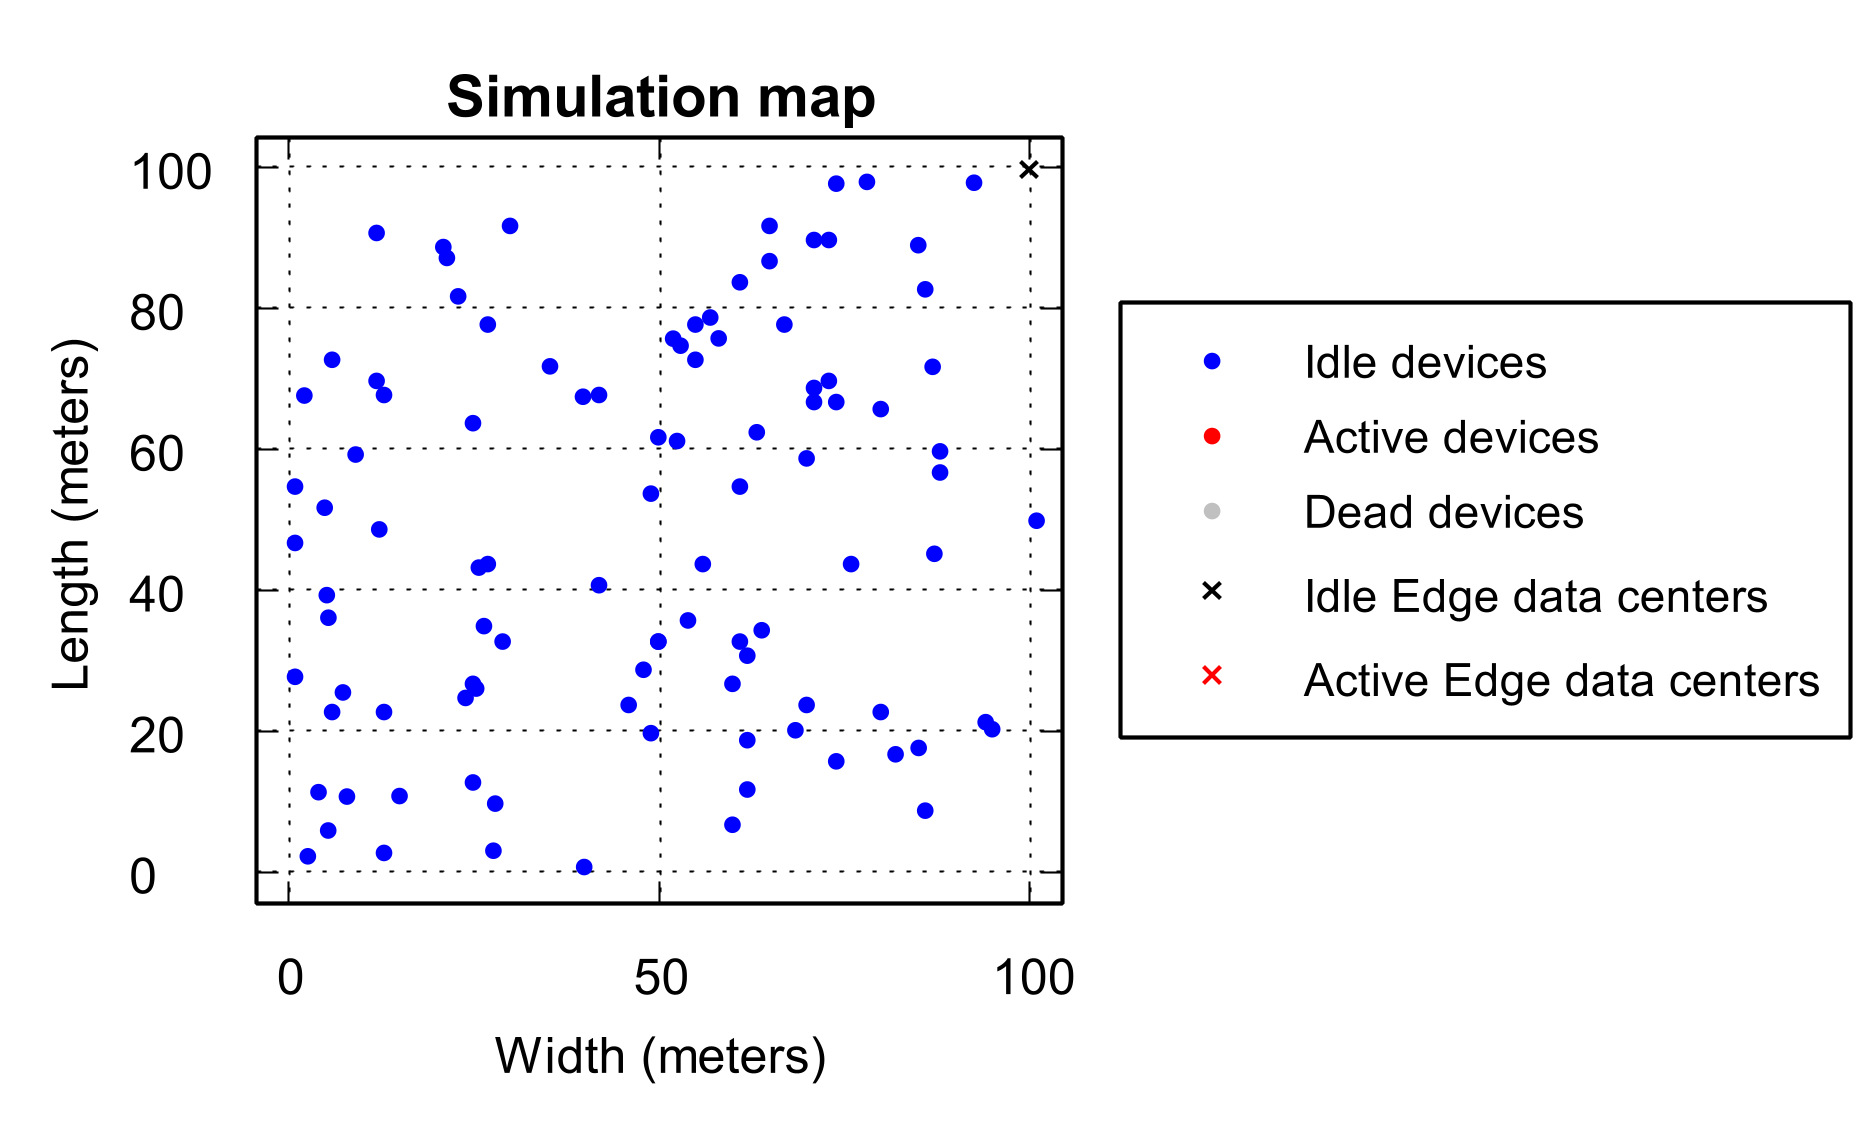 Simulation map
100
80
60
40
20
0
Length (meters)
0 50 100
Width (meters)
Idle devices
Active devices
Dead devices
Idle Edge data centers
Active Edge data centers